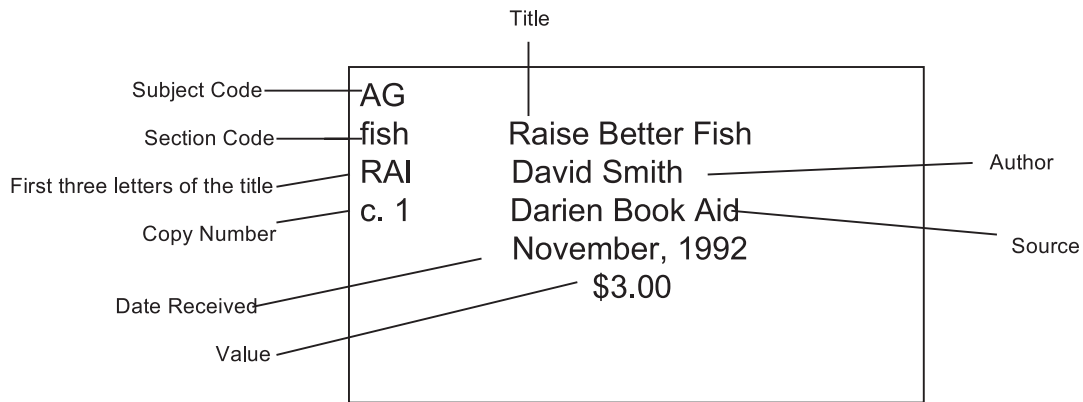 Title
Subject Code
AG
Section Code
fish
Raise Better Fish
First three letters of the title
RAI
David Smith
Author
Copy Number
c. 1
Darien Book Aid
Source
November, 1992
Date Received
$3.00
Value